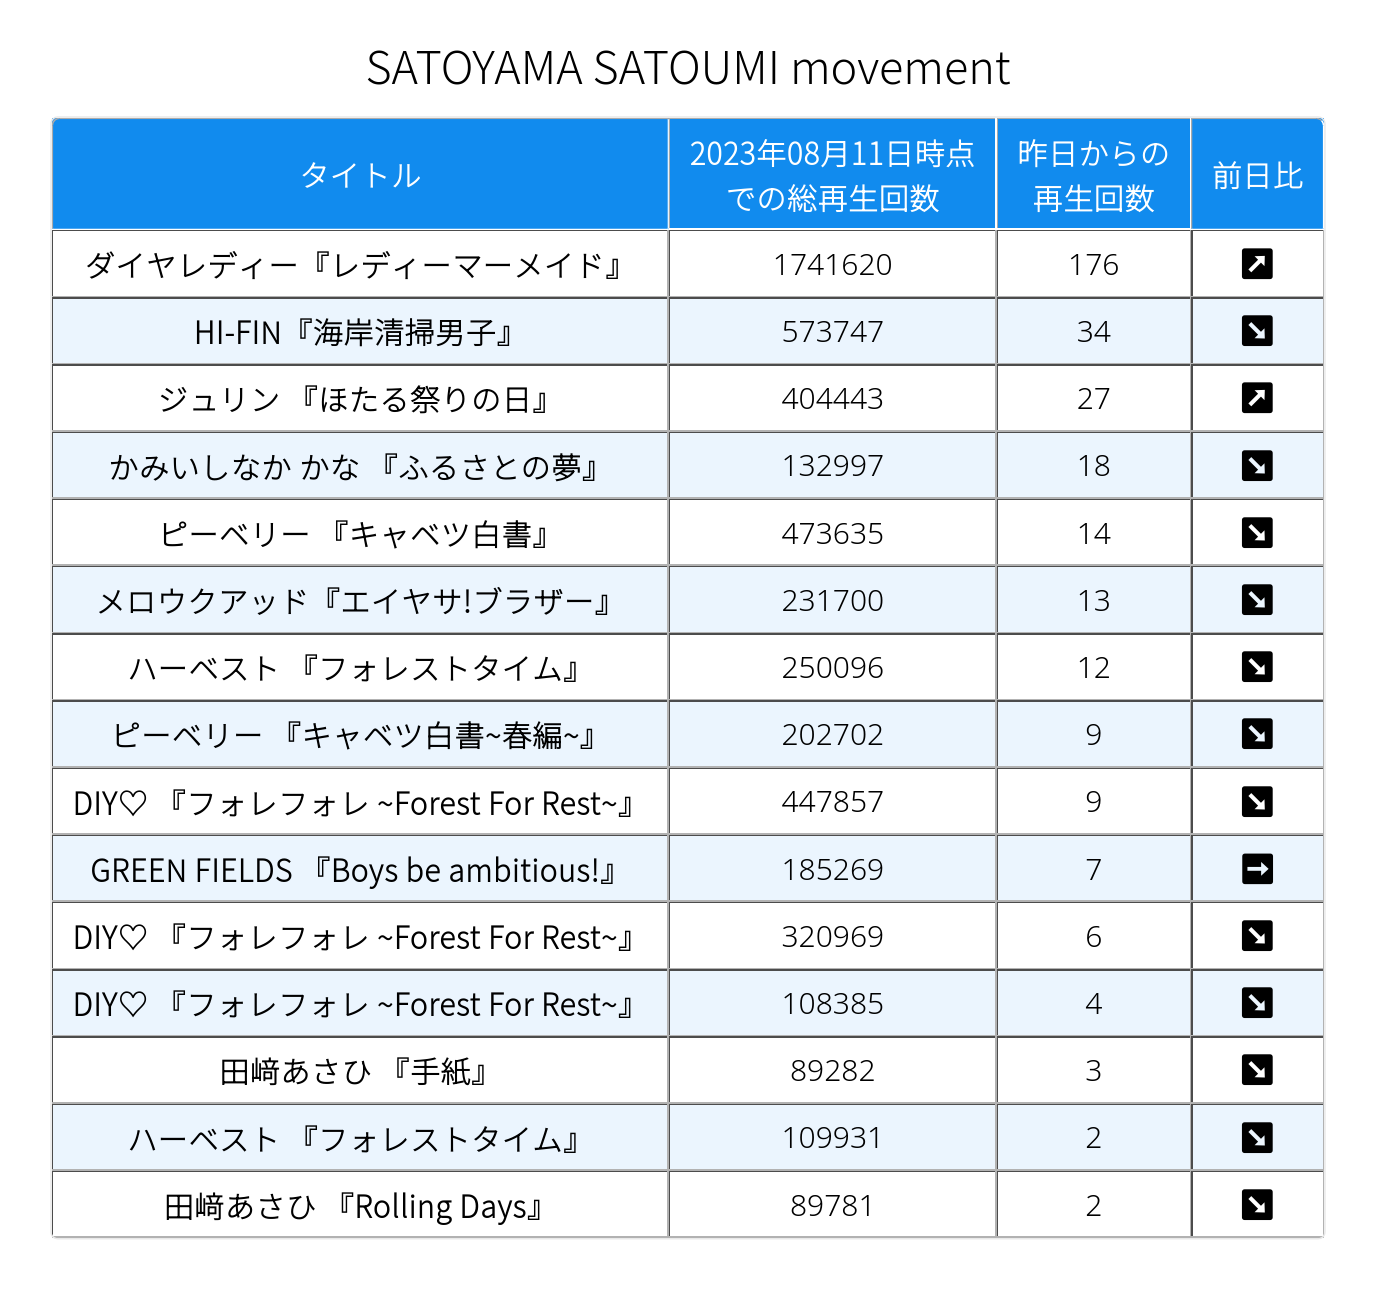 SATOYAMA SATOUMI movement
タイトル 2023年08月11日時点での総再生回数 昨日からの再生回数 前日比
ダイヤレディー『レディーマーメイド』 1741620 176 ↗
HI-FIN『海岸清掃男子』 573747 34 ↘
ジュリン 『ほたる祭りの日』 404443 27 ↗
かみいしなか かな 『ふるさとの夢』 132997 18 ↘
ピーベリー 『キャベツ白書』 473635 14 ↘
メロウクアッド『エイヤサ!ブラザー』 231700 13 ↘
ハーベスト 『フォレストタイム』 250096 12 ↘
ピーベリー 『キャベツ白書~春編~』 202702 9 ↘
DIY♡ 『フォレフォレ ~Forest For Rest~』 447857 9 ↘
GREEN FIELDS 『Boys be ambitious!』 185269 7 →
DIY♡ 『フォレフォレ ~Forest For Rest~』 320969 6 ↘
DIY♡ 『フォレフォレ ~Forest For Rest~』 108385 4 ↘
田﨑あさひ 『手紙』 89282 3 ↘
ハーベスト 『フォレストタイム』 109931 2 ↘
田﨑あさひ 『Rolling Days』 89781 2 ↘